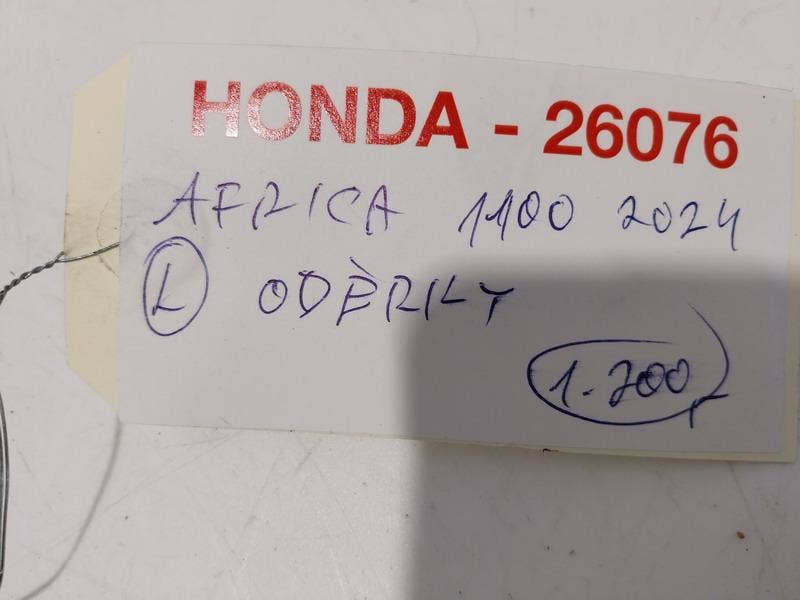 HONDA - 26076
AFRICA 1100 2024
L ODĚRKY
1.200